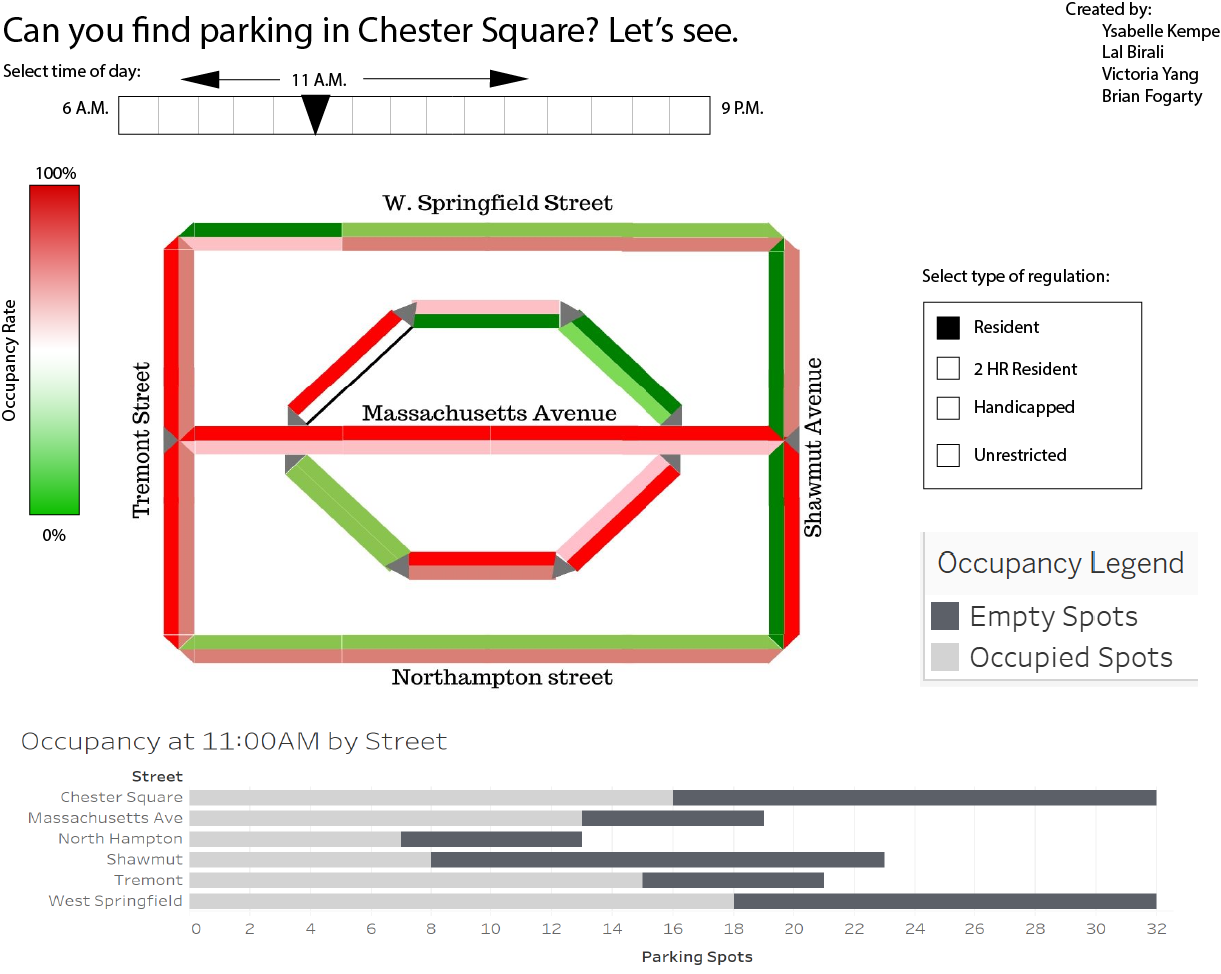 Can you find parking in Chester Square? Let's see.
Created by:
Ysabelle Kempe
Lal Birali
Victoria Yang
Brian Fogarty
Select time of day:
11 A.M.
6 A.M.
9 P.M.
100%
Occupancy Rate
0%
W. Springfield Street
Tremont Street
Massachusetts Avenue
Shawmut Avenue
Northampton street
Select type of regulation:
Resident
2 HR Resident
Handicapped
Unrestricted
Occupancy Legend
Empty Spots
Occupied Spots
Occupancy at 11:00AM by Street
Street
Chester Square
Massachusetts Ave
North Hampton
Shawmut
Tremont
West Springfield
0 2 4 6 8 10 12 14 16 18 20 22 24 26 28 30 32
Parking Spots